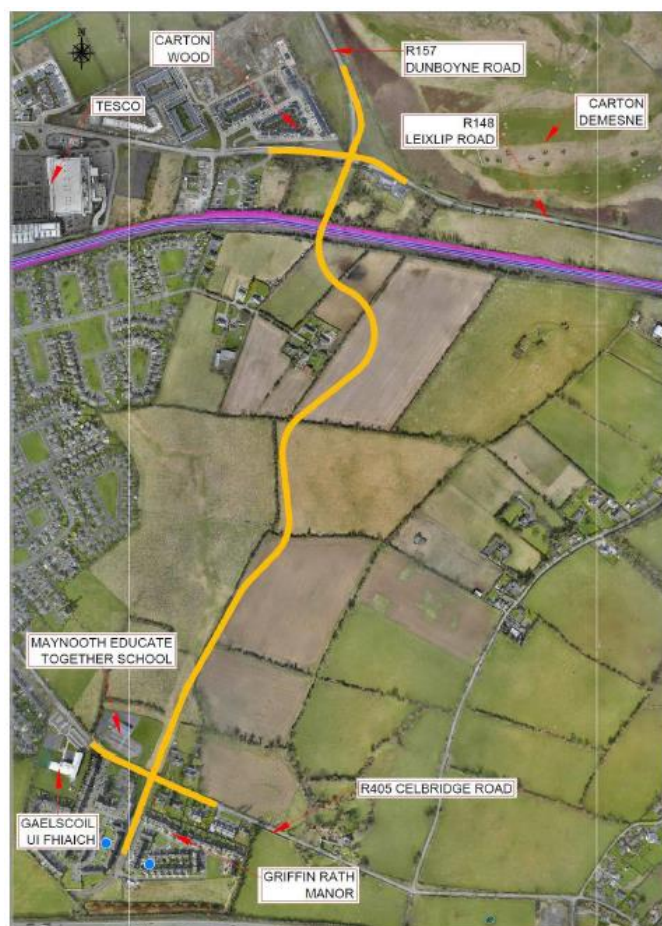 CARTON
WOOD
R157
DUNBOYNE ROAD
TESCO
R148
LEIXLIP ROAD
CARTON
DEMESNE
MAYNOOTH EDUCATE
TOGETHER SCHOOL
R405 CELBRIDGE ROAD
GAELSCOIL
UI FHIAICH
GRIFFIN RATH
MANOR